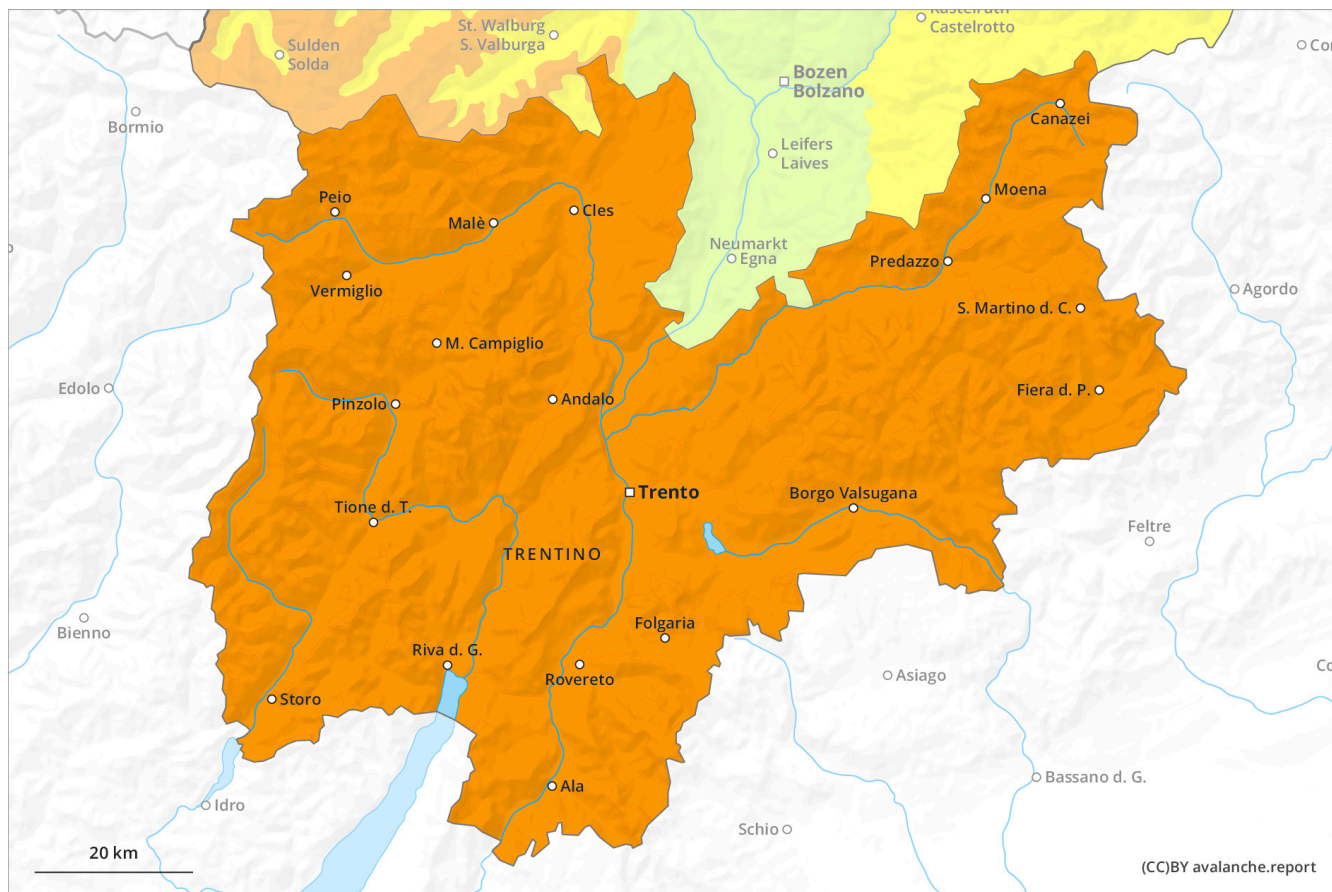 Kastelruth
Castelrotto
St. Walburg
S. Valburga
Sulden
Solda
Bozen
Bolzano
Bormio
Canazei
Leifers
Laives
Moena
Peio
Malè
Cles
Neumarkt
Egna
Predazzo
Vermiglio
Agordo
S. Martino d. C.
M. Campiglio
Edolo
Fiera d. P.
Pinzolo
Andalo
Trento
Borgo Valsugana
Tione d. T.
Feltre
TRENTINO
Bienno
Folgaria
Riva d. G.
Asiago
Rovereto
Storo
Bassano d. G.
Ala
Idro
Schio
20 km
(CC)BY avalanche.report